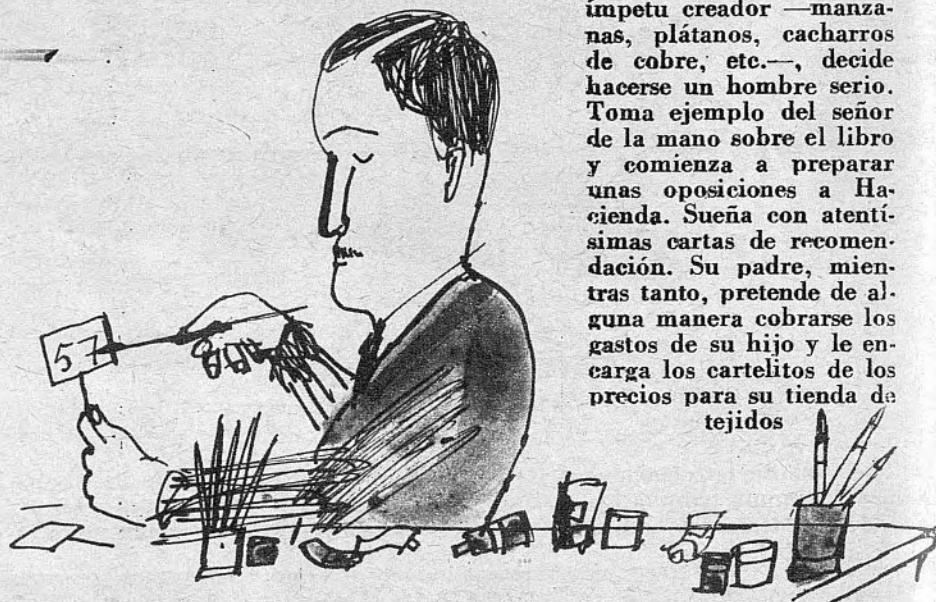 ímpetu creador —manza-
nas, plátanos, cacharros
de cobre, etc.—, decide
hacerse un hombre serio.
Toma ejemplo del señor
de la mano sobre el libro
y comienza a preparar
unas oposiciones a Ha-
cienda. Sueña con atentí-
simas cartas de recomen-
dación. Su padre, mien-
tras tanto, pretende de al-
guna manera cobrarse los
gastos de su hijo y le en-
carga los cartelitos de los
precios para su tienda de
tejidos
57